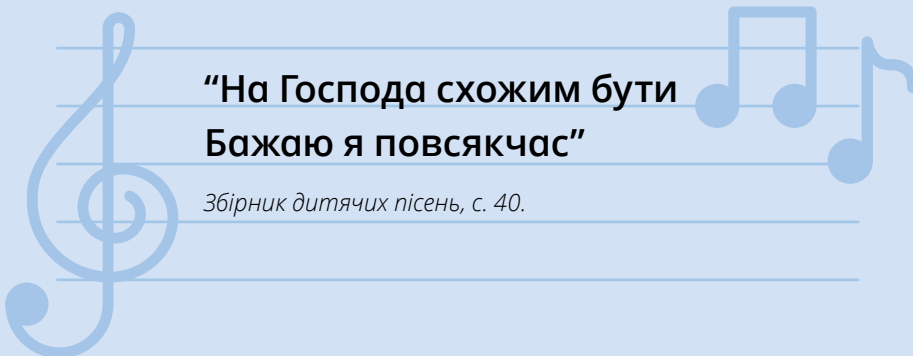 “На Господа схожим бути
Бажаю я повсякчас”
Збірник дитячих пісень, с. 40.